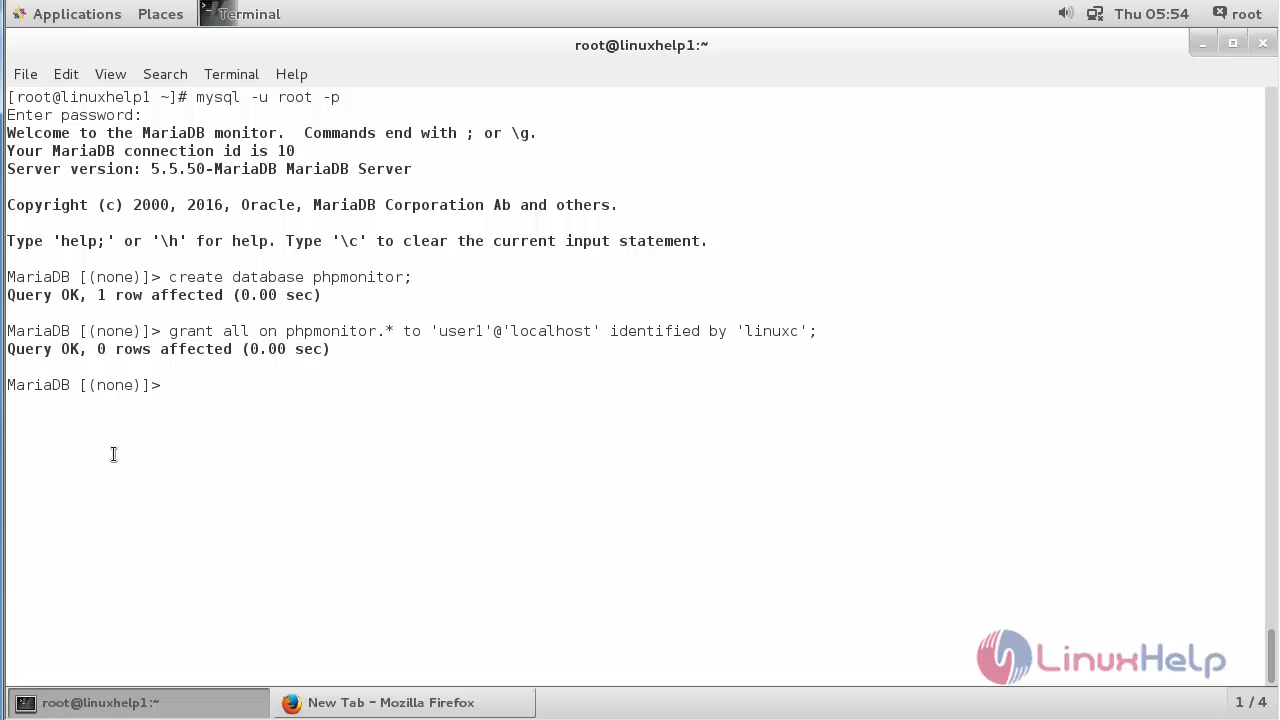 Applications Places Terminal Thu 05:54 root
root@linuxhelp1:~
File Edit View Search Terminal Help
[root@linuxhelp1 ~]# mysql -u root -p
Enter password:
Welcome to the MariaDB monitor.  Commands end with ; or \g.
Your MariaDB connection id is 10
Server version: 5.5.50-MariaDB MariaDB Server
Copyright (c) 2000, 2016, Oracle, MariaDB Corporation Ab and others.
Type 'help;' or '\h' for help. Type '\c' to clear the current input statement.
MariaDB [(none)]> create database phpmonitor;
Query OK, 1 row affected (0.00 sec)
MariaDB [(none)]> grant all on phpmonitor.* to 'user1'@'localhost' identified by 'linuxc';
Query OK, 0 rows affected (0.00 sec)
MariaDB [(none)]>
LinuxHelp
root@linuxhelp1:~ New Tab - Mozilla Firefox 1 / 4